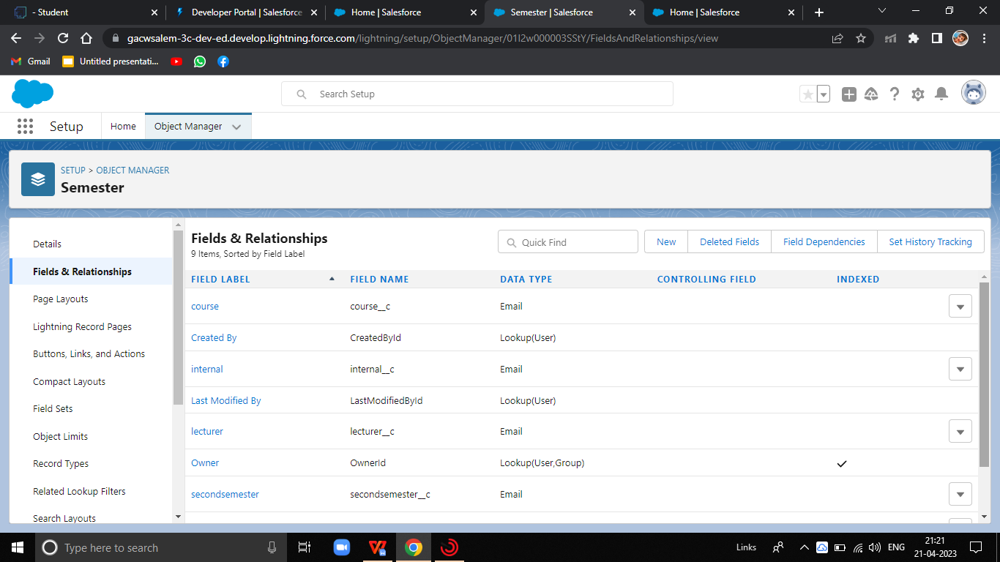 - Student
Developer Portal | Salesforce
Home | Salesforce
Semester | Salesforce
Home | Salesforce
gacwsalem-3c-dev-ed.develop.lightning.force.com/lightning/setup/ObjectManager/01I2w000003SStY/FieldsAndRelationships/view
Gmail
Untitled presentati...
Search Setup
Setup
Home
Object Manager
SETUP > OBJECT MANAGER
Semester
Details
Fields & Relationships
Page Layouts
Lightning Record Pages
Buttons, Links, and Actions
Compact Layouts
Field Sets
Object Limits
Record Types
Related Lookup Filters
Search Layouts
Fields & Relationships
9 Items, Sorted by Field Label
Quick Find
New
Deleted Fields
Field Dependencies
Set History Tracking
FIELD LABEL FIELD NAME DATA TYPE CONTROLLING FIELD INDEXED
course course__c Email
Created By CreatedById Lookup(User)
internal internal__c Email
Last Modified By LastModifiedById Lookup(User)
lecturer lecturer__c Email
Owner OwnerId Lookup(User,Group)
secondsemester secondsemester__c Email
Type here to search
Links
ENG
21:21
21-04-2023